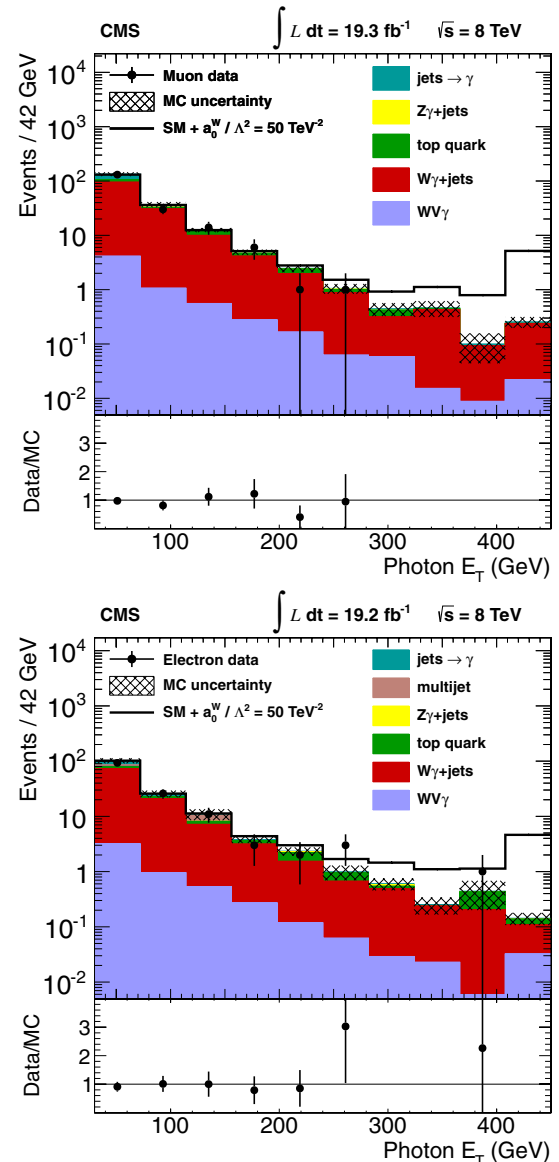 CMS ∫ L dt = 19.3 fb⁻¹ √s = 8 TeV
Events / 42 GeV
10⁴
10³
10²
10
1
10⁻¹
10⁻²
Muon data
MC uncertainty
SM + a₀ᵂ / Λ² = 50 TeV⁻²
jets → γ
Zγ+jets
top quark
Wγ+jets
WVγ
Data/MC
3
2
1
100 200 300 400
Photon E_T (GeV)
CMS ∫ L dt = 19.2 fb⁻¹ √s = 8 TeV
Events / 42 GeV
10⁴
10³
10²
10
1
10⁻¹
10⁻²
Electron data
MC uncertainty
SM + a₀ᵂ / Λ² = 50 TeV⁻²
jets → γ
multijet
Zγ+jets
top quark
Wγ+jets
WVγ
Data/MC
3
2
1
100 200 300 400
Photon E_T (GeV)